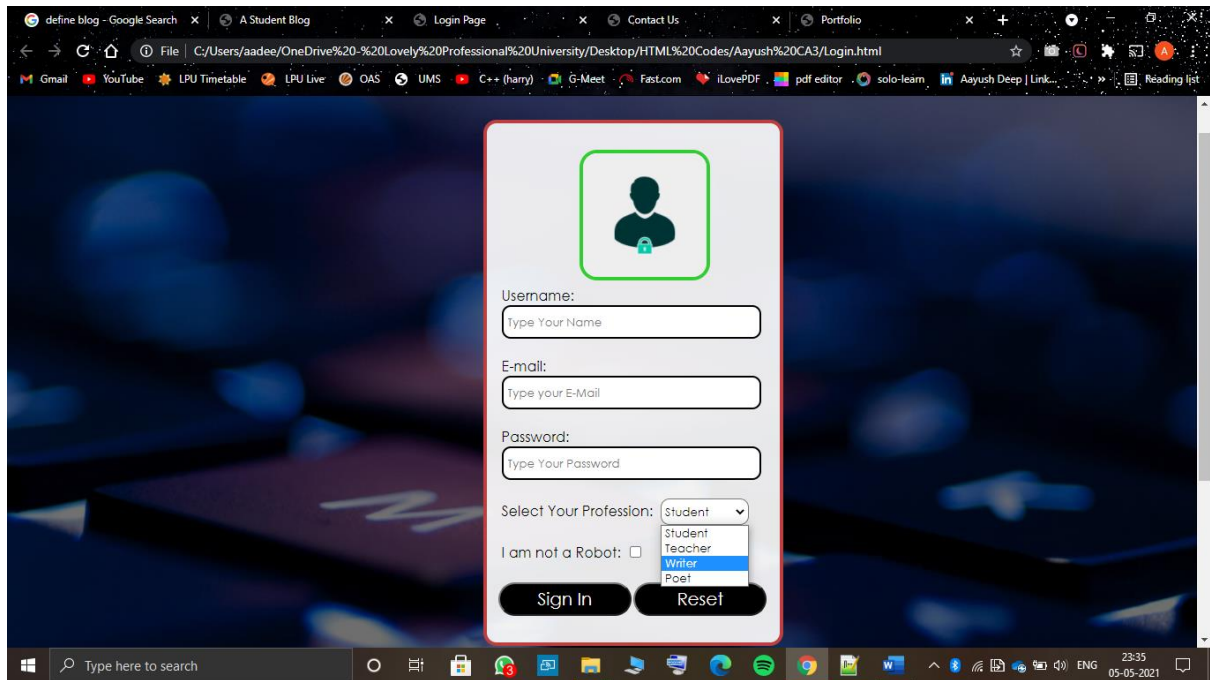 define blog - Google Search
A Student Blog
Login Page
Contact Us
Portfolio
File | C:/Users/aadee/OneDrive%20-%20Lovely%20Professional%20University/Desktop/HTML%20Codes/Aayush%20CA3/Login.html
Gmail YouTube LPU Timetable LPU Live OAS UMS C++ (harry) G-Meet Fast.com iLovePDF pdf editor solo-learn Aayush Deep | Link... » Reading list
Username:
Type Your Name
E-mail:
Type your E-Mail
Password:
Type Your Password
Select Your Profession: Student
Student
Teacher
Writer
Poet
I am not a Robot:
Sign In Reset
M
Type here to search
3
ENG
23:35
05-05-2021